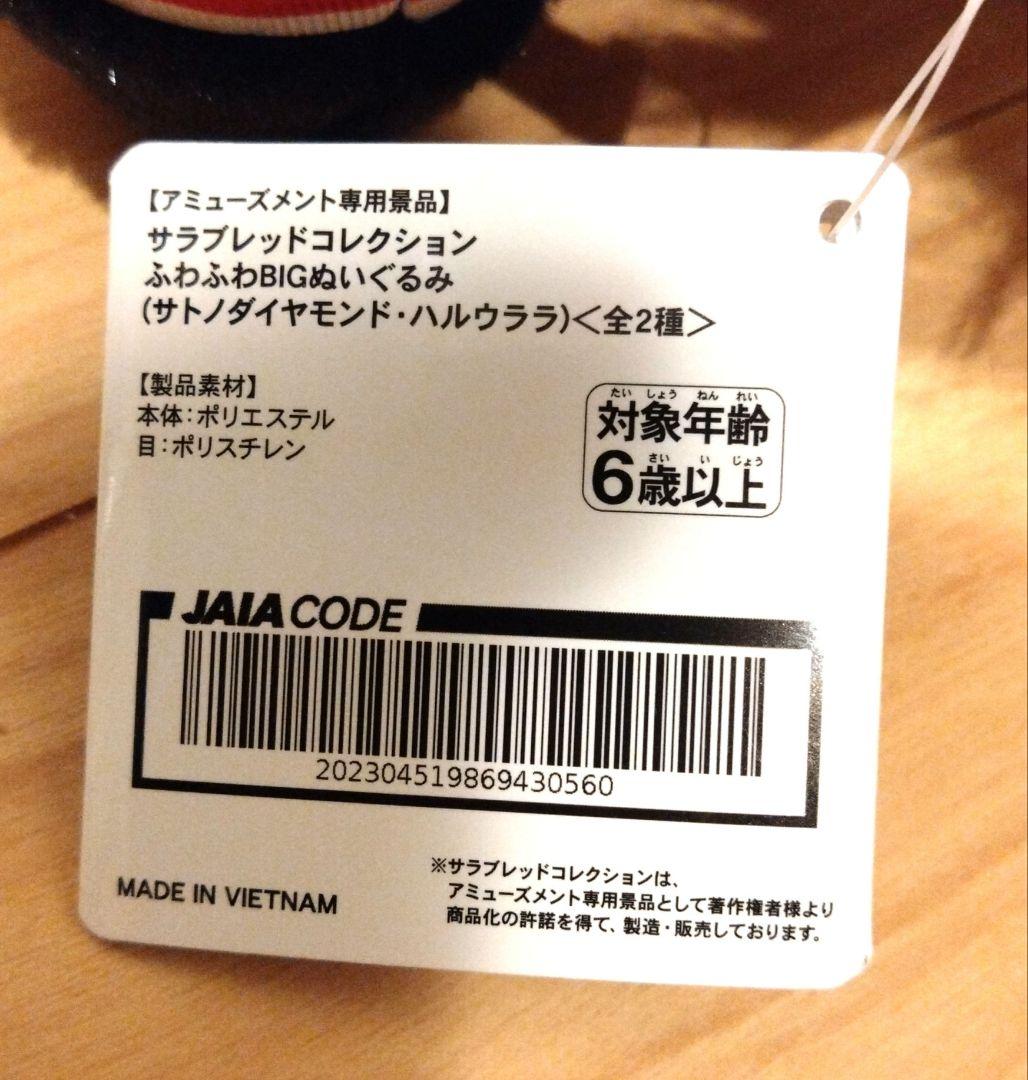 【アミューズメント専用景品】
サラブレッドコレクション
ふわふわBIGぬいぐるみ
(サトノダイヤモンド・ハルウララ)<全2種>
【製品素材】
本体:ポリエステル
目:ポリスチレン
たいしょうねんれい
対象年齢
さいいじょう
6歳以上
JAIA CODE
202304519869430560
MADE IN VIETNAM
※サラブレッドコレクションは、
アミューズメント専用景品として著作権者様より
商品化の許諾を得て、製造・販売しております。